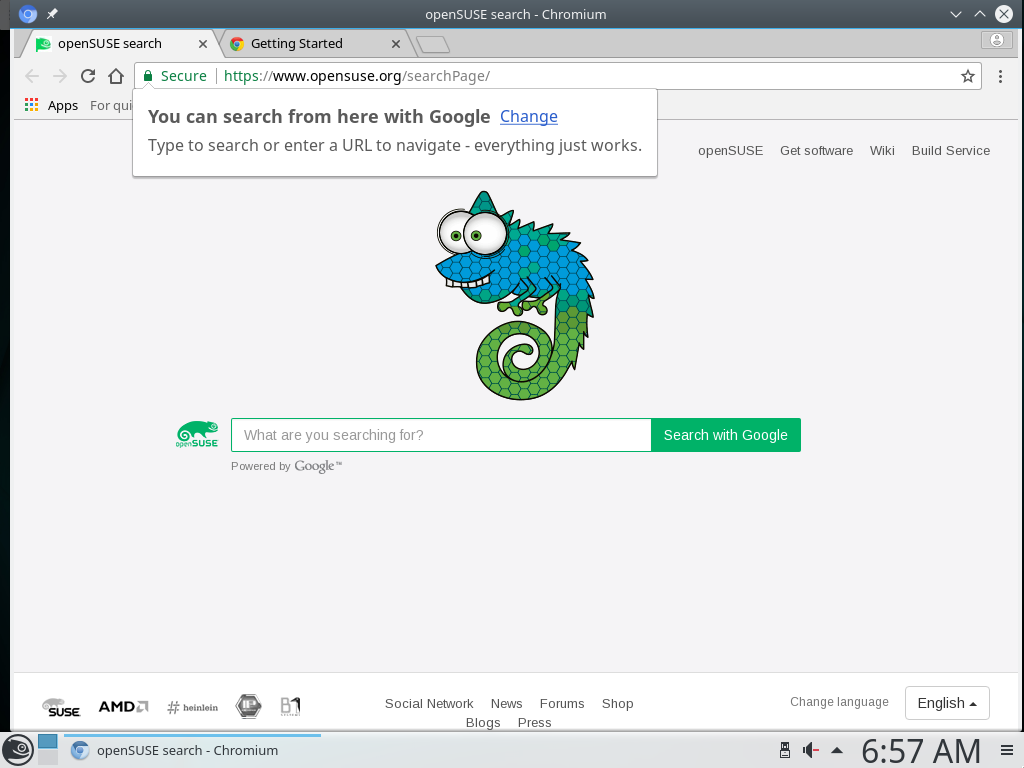 openSUSE search - Chromium
openSUSE search
Getting Started
Secure
https://www.opensuse.org/searchPage/
Apps
For qui
You can search from here with Google Change
Type to search or enter a URL to navigate - everything just works.
openSUSE Get software Wiki Build Service
openSUSE
What are you searching for?
Search with Google
Powered by Google™
SUSE
AMD
# heinlein
IP
B1
Social Network News Forums Shop
Blogs Press
Change language
English
openSUSE search - Chromium
6:57 AM